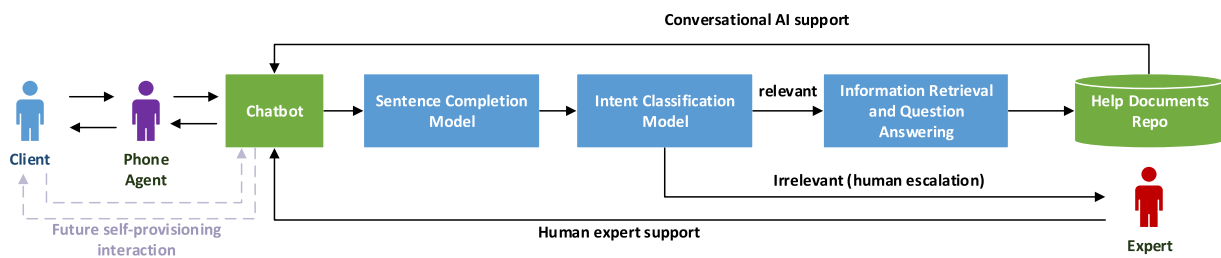 Conversational AI support
Client
Phone
Agent
Chatbot
Sentence Completion
Model
Intent Classification
Model
relevant
Information Retrieval
and Question
Answering
Help Documents
Repo
Irrelevant (human escalation)
Human expert support
Expert
Future self-provisioning
interaction